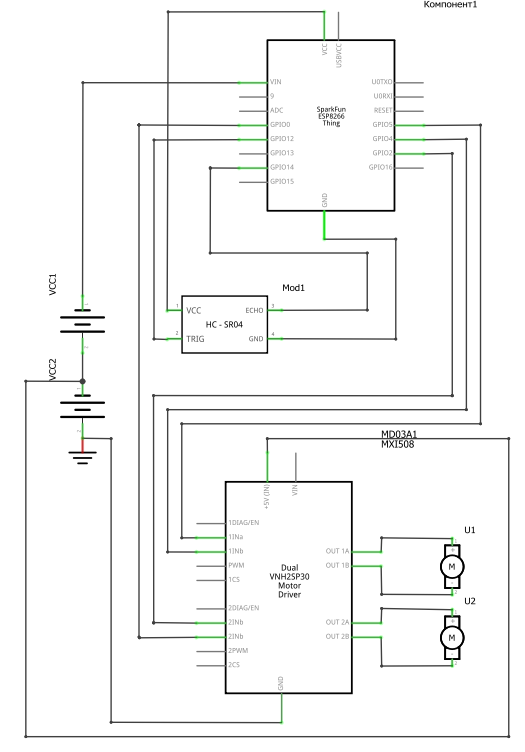 Компонент1
VCC
USBVCC
VIN
9
ADC
GPIO0
GPIO12
GPIO13
GPIO14
GPIO15
SparkFun
ESP8266
Thing
U0TXO
U0RXI
RESET
GPIO5
GPIO4
GPIO2
GPIO16
GND
VCC1
VCC2
Mod1
1
VCC
ECHO
3
HC - SR04
2
TRIG
GND
4
MD03A1
MXI508
+5V (IN)
VIN
1DIAG/EN
1INa
1INb
PWM
1CS
2DIAG/EN
2INb
2INb
2PWM
2CS
Dual
VNH2SP30
Motor
Driver
OUT 1A
OUT 1B
OUT 2A
OUT 2B
GND
U1
+
M
-
U2
+
M
-